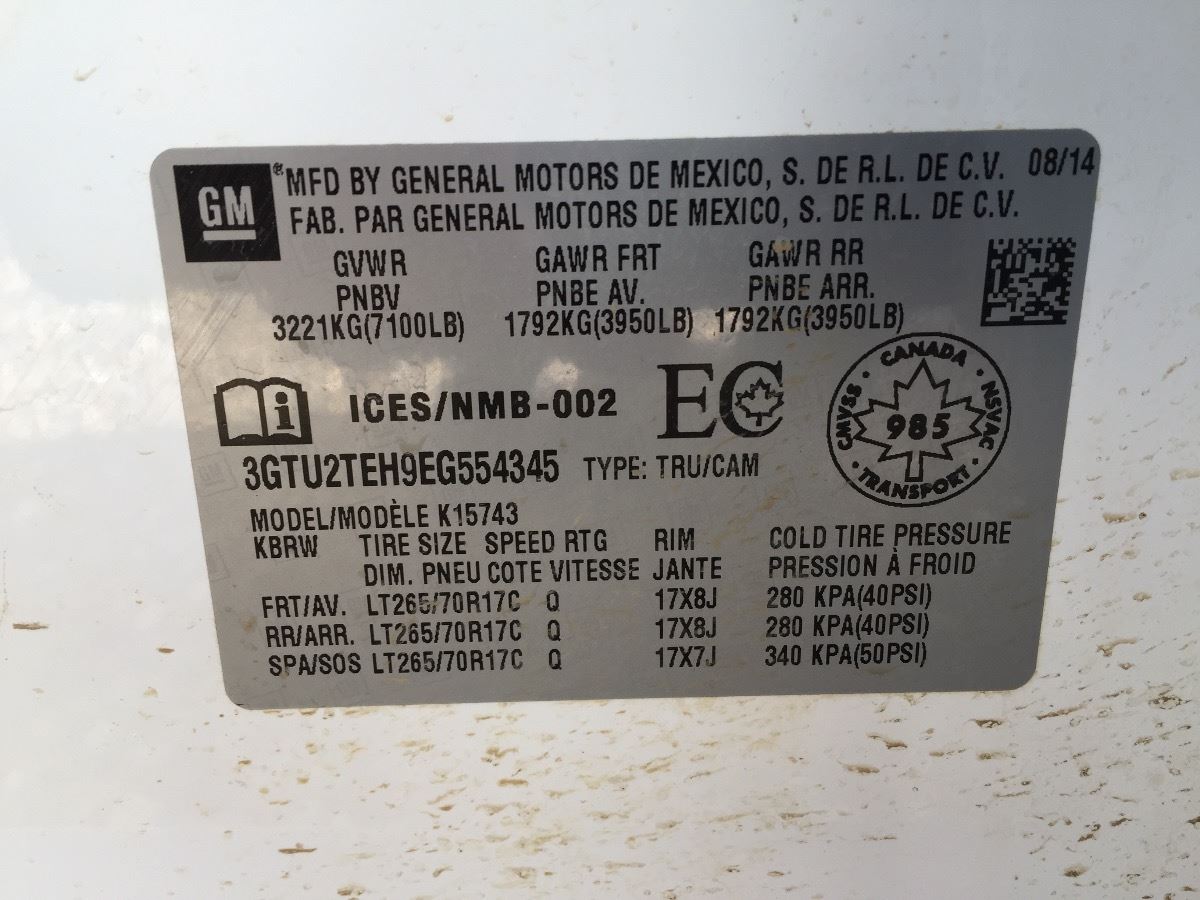 GM ® MFD BY GENERAL MOTORS DE MEXICO, S. DE R.L. DE C.V. 08/14
FAB. PAR GENERAL MOTORS DE MEXICO, S. DE R.L. DE C.V.
GVWR GAWR FRT GAWR RR
PNBV PNBE AV. PNBE ARR.
3221KG(7100LB) 1792KG(3950LB) 1792KG(3950LB)
i ICES/NMB-002 EC
CANADA
CMVSS 985 NSVAC
TRANSPORT
3GTU2TEH9EG554345 TYPE: TRU/CAM
MODEL/MODÈLE K15743
KBRW TIRE SIZE SPEED RTG RIM COLD TIRE PRESSURE
DIM. PNEU COTE VITESSE JANTE PRESSION À FROID
FRT/AV. LT265/70R17C Q 17X8J 280 KPA(40PSI)
RR/ARR. LT265/70R17C Q 17X8J 280 KPA(40PSI)
SPA/SOS LT265/70R17C Q 17X7J 340 KPA(50PSI)